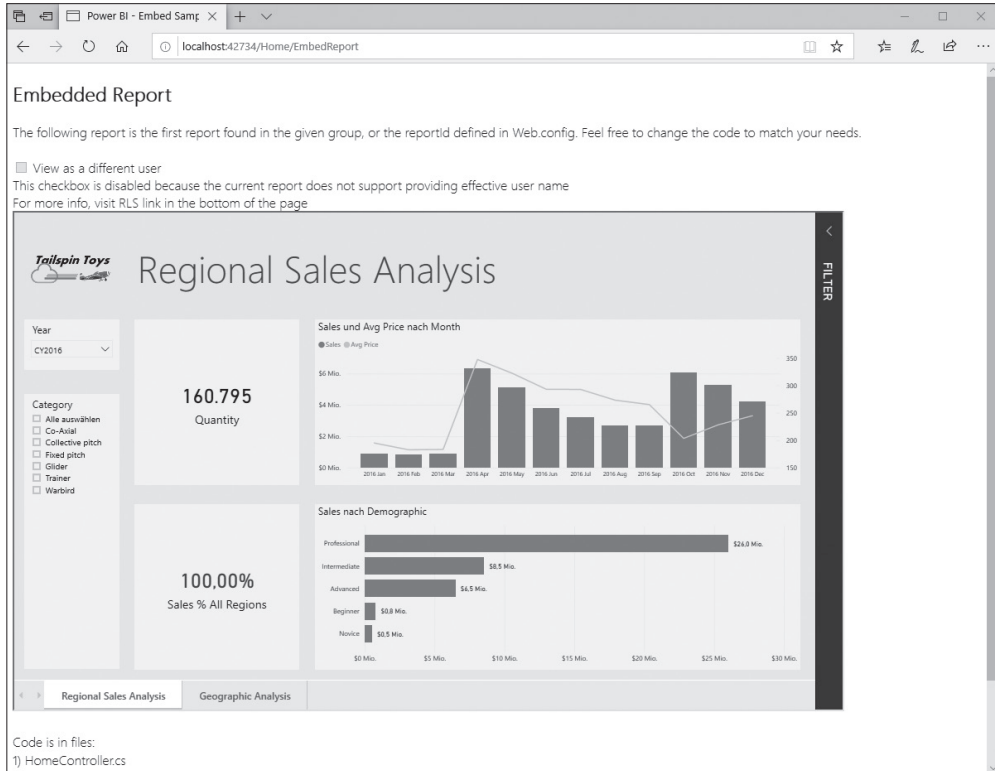 Power BI - Embed Samp
localhost:42734/Home/EmbedReport
Embedded Report
The following report is the first report found in the given group, or the reportId defined in Web.config. Feel free to change the code to match your needs.
View as a different user
This checkbox is disabled because the current report does not support providing effective user name
For more info, visit RLS link in the bottom of the page
Tailspin Toys
Regional Sales Analysis
FILTER
Year
CY2016
Category
Alle auswählen
Co-Axial
Collective pitch
Fixed pitch
Glider
Trainer
Warbird
160.795
Quantity
100,00%
Sales % All Regions
Sales und Avg Price nach Month
Sales Avg Price
$6 Mio.
$4 Mio.
$2 Mio.
$0 Mio.
350
300
250
200
150
2016 Jan 2016 Feb 2016 Mar 2016 Apr 2016 May 2016 Jun 2016 Jul 2016 Aug 2016 Sep 2016 Oct 2016 Nov 2016 Dec
Sales nach Demographic
Professional $26,0 Mio.
Intermediate $8,5 Mio.
Advanced $6,5 Mio.
Beginner $0,8 Mio.
Novice $0,5 Mio.
$0 Mio. $5 Mio. $10 Mio. $15 Mio. $20 Mio. $25 Mio. $30 Mio.
Regional Sales Analysis Geographic Analysis
Code is in files:
1) HomeController.cs